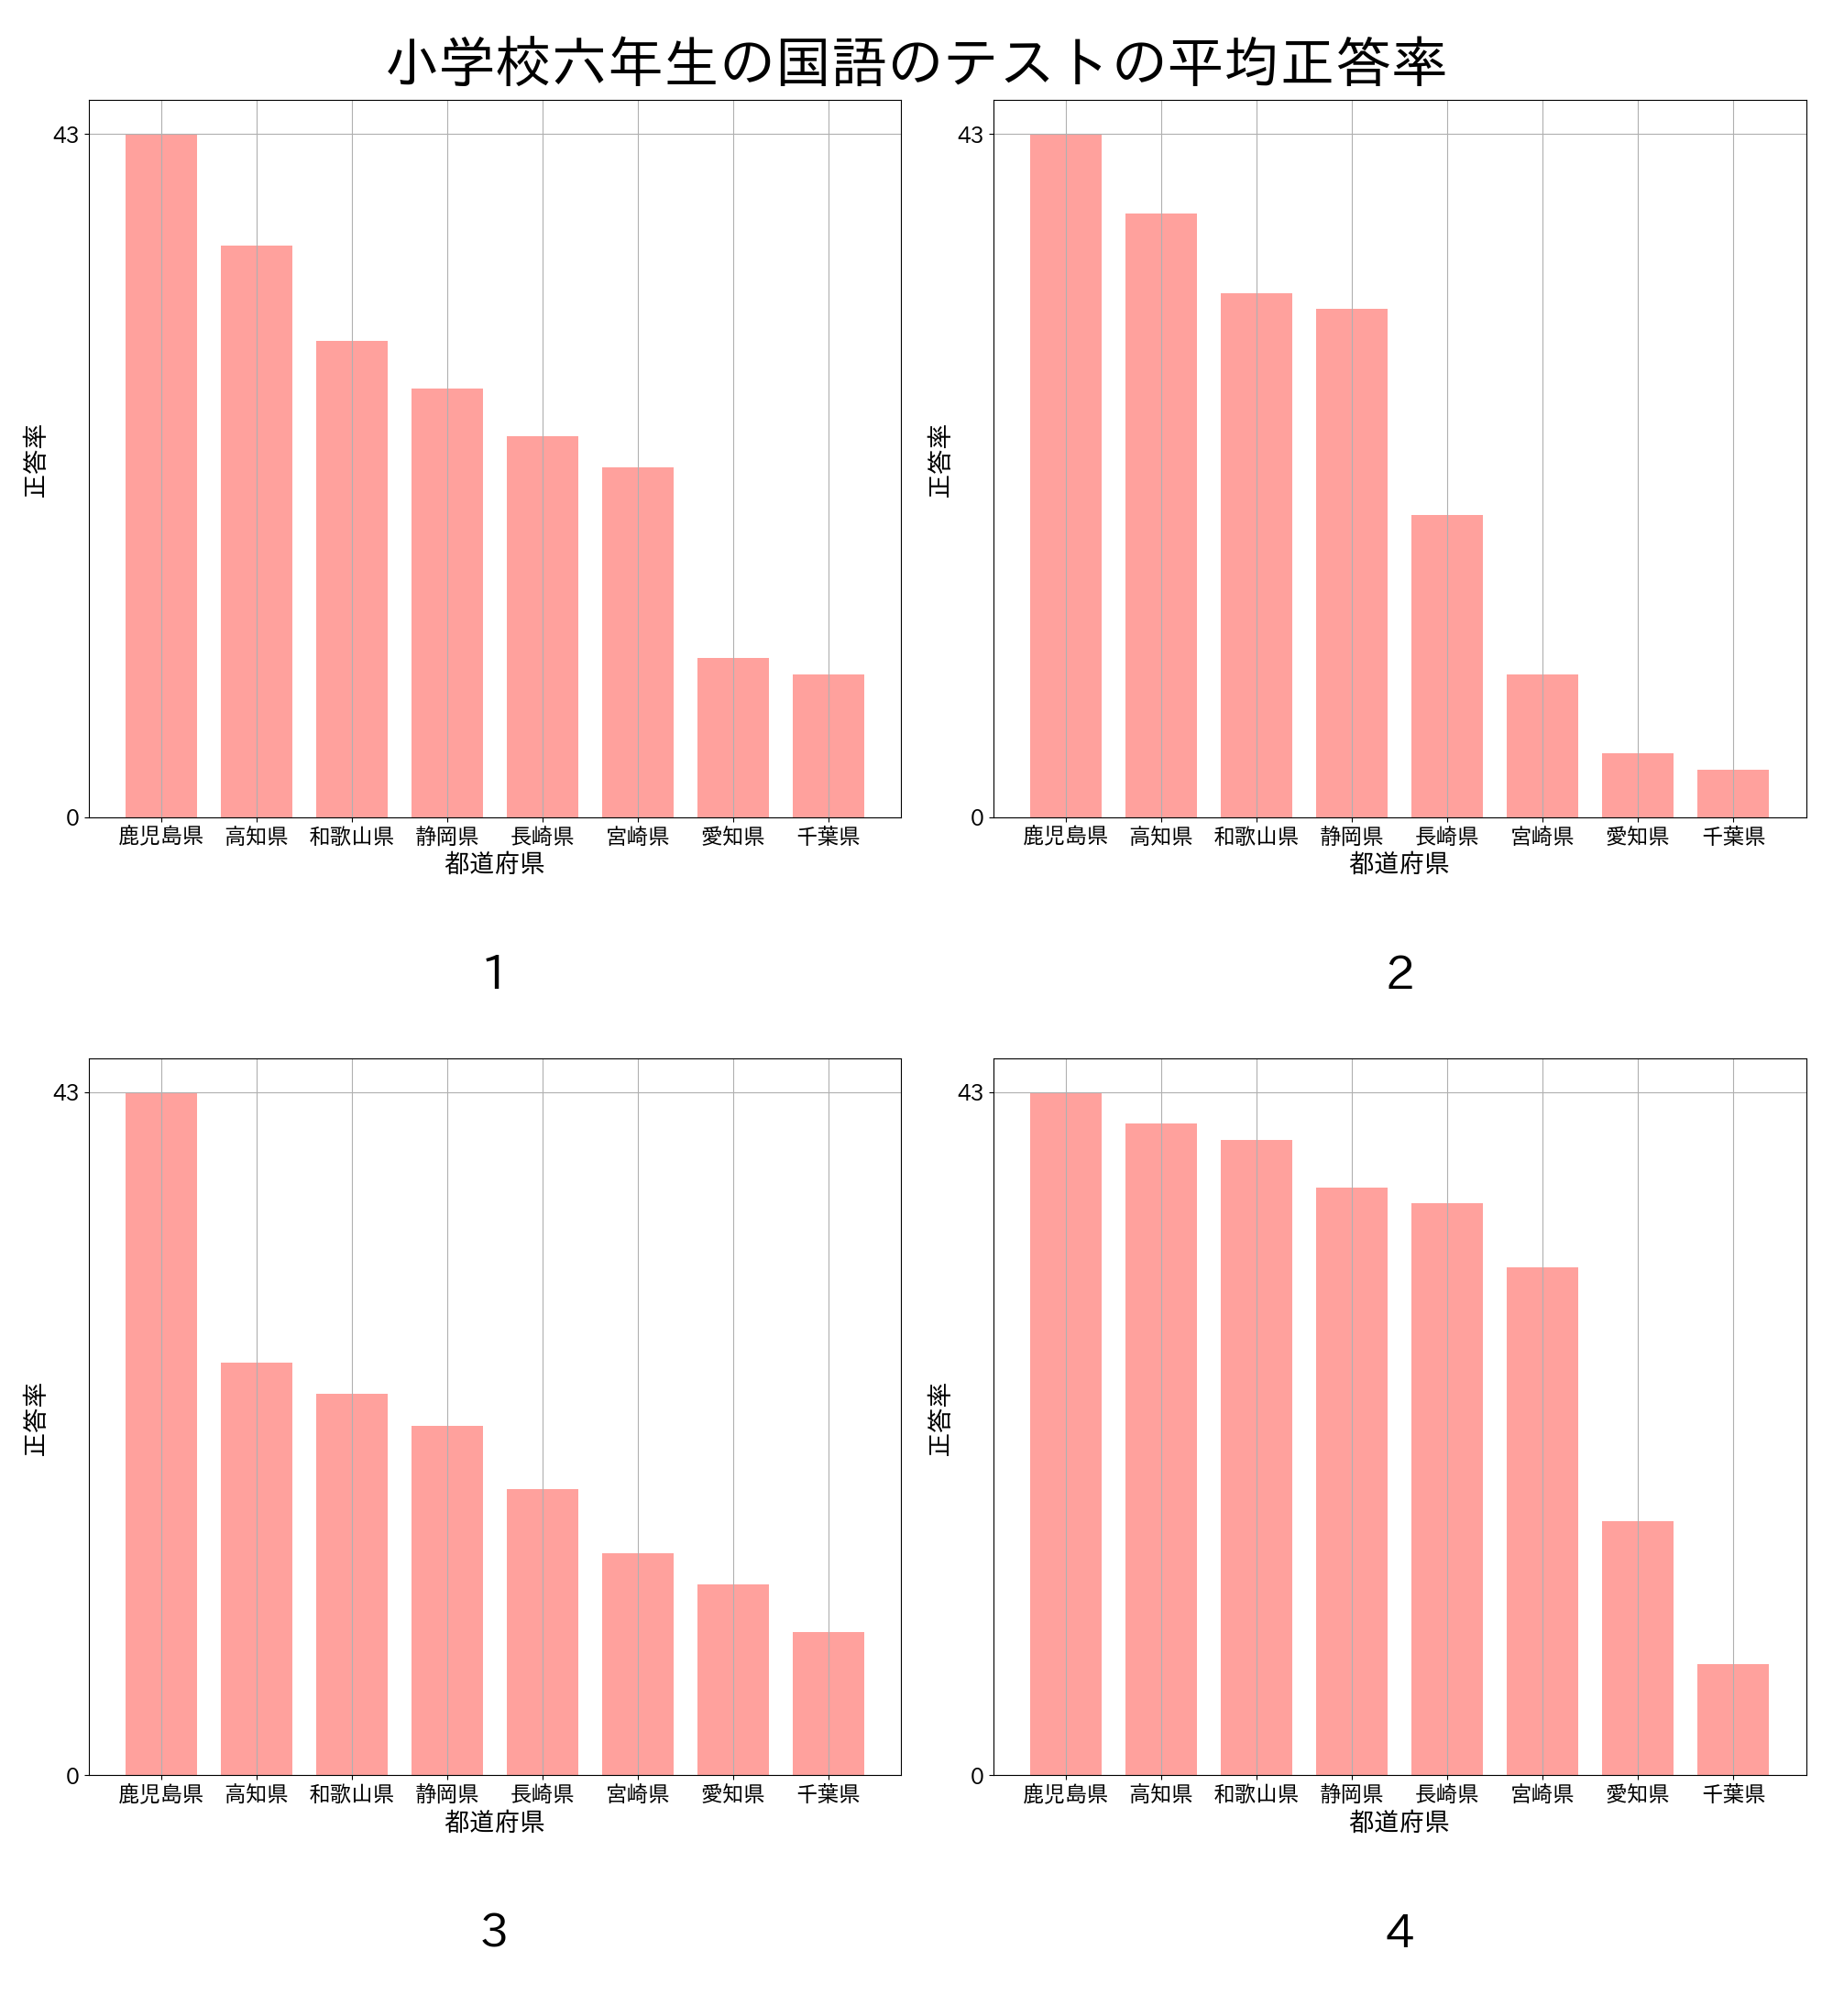 小学校六年生の国語のテストの平均正答率
43
0
正答率
鹿児島県 高知県 和歌山県 静岡県 長崎県 宮崎県 愛知県 千葉県
都道府県
1
43
0
正答率
鹿児島県 高知県 和歌山県 静岡県 長崎県 宮崎県 愛知県 千葉県
都道府県
2
43
0
正答率
鹿児島県 高知県 和歌山県 静岡県 長崎県 宮崎県 愛知県 千葉県
都道府県
3
43
0
正答率
鹿児島県 高知県 和歌山県 静岡県 長崎県 宮崎県 愛知県 千葉県
都道府県
4